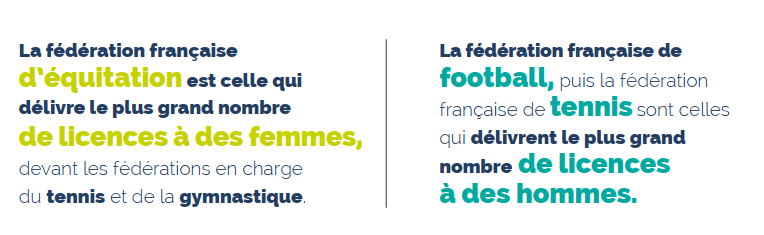 La fédération française
d'équitation est celle qui
délivre le plus grand nombre
de licences à des femmes,
devant les fédérations en charge
du tennis et de la gymnastique.
La fédération française de
football, puis la fédération
française de tennis sont celles
qui délivrent le plus grand
nombre de licences
à des hommes.